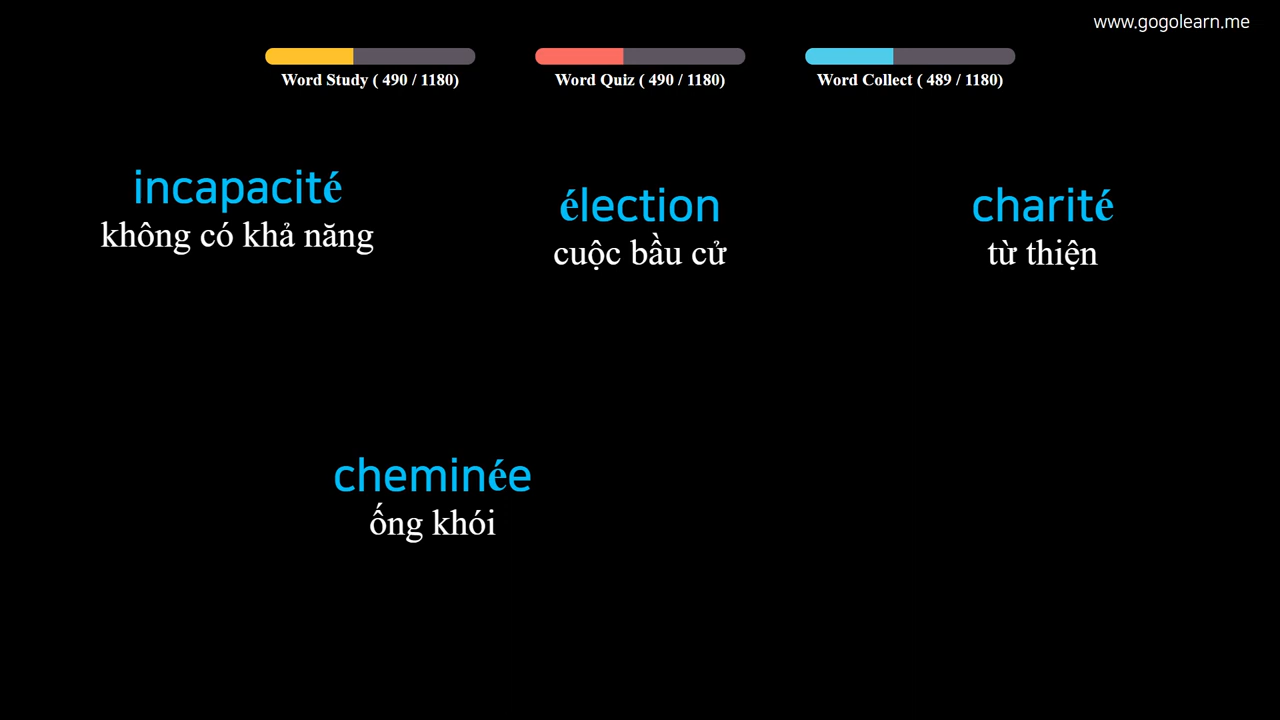 www.gogolearn.me
Word Study ( 490 / 1180)
Word Quiz ( 490 / 1180)
Word Collect ( 489 / 1180)
incapacité
không có khả năng
élection
cuộc bầu cử
charité
từ thiện
cheminée
ống khói